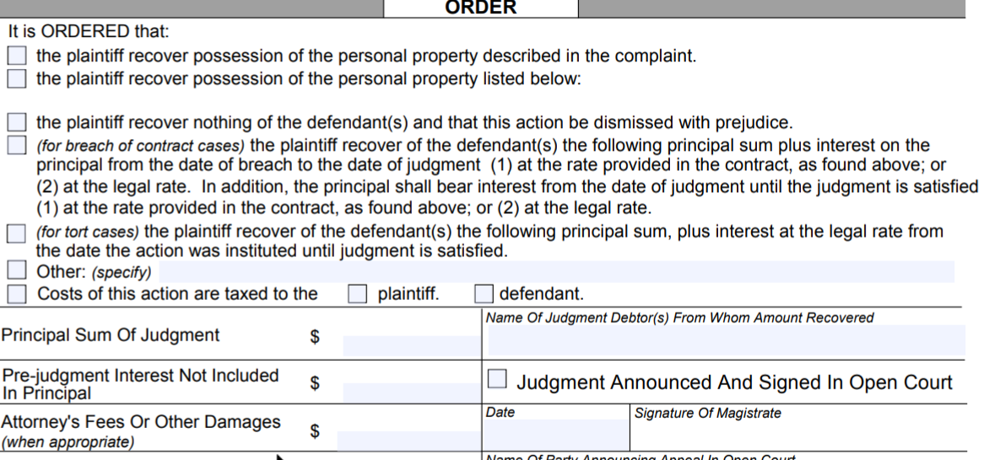 ORDER
It is ORDERED that:
the plaintiff recover possession of the personal property described in the complaint.
the plaintiff recover possession of the personal property listed below:
the plaintiff recover nothing of the defendant(s) and that this action be dismissed with prejudice.
(for breach of contract cases) the plaintiff recover of the defendant(s) the following principal sum plus interest on the
principal from the date of breach to the date of judgment (1) at the rate provided in the contract, as found above; or
(2) at the legal rate. In addition, the principal shall bear interest from the date of judgment until the judgment is satisfied
(1) at the rate provided in the contract, as found above; or (2) at the legal rate.
(for tort cases) the plaintiff recover of the defendant(s) the following principal sum, plus interest at the legal rate from
the date the action was instituted until judgment is satisfied.
Other: (specify)
Costs of this action are taxed to the plaintiff. defendant.
Principal Sum Of Judgment $
Name Of Judgment Debtor(s) From Whom Amount Recovered
Pre-judgment Interest Not Included
In Principal $
Judgment Announced And Signed In Open Court
Attorney's Fees Or Other Damages
(when appropriate) $
Date
Signature Of Magistrate
Name Of Party Announcing Appeal In Open Court